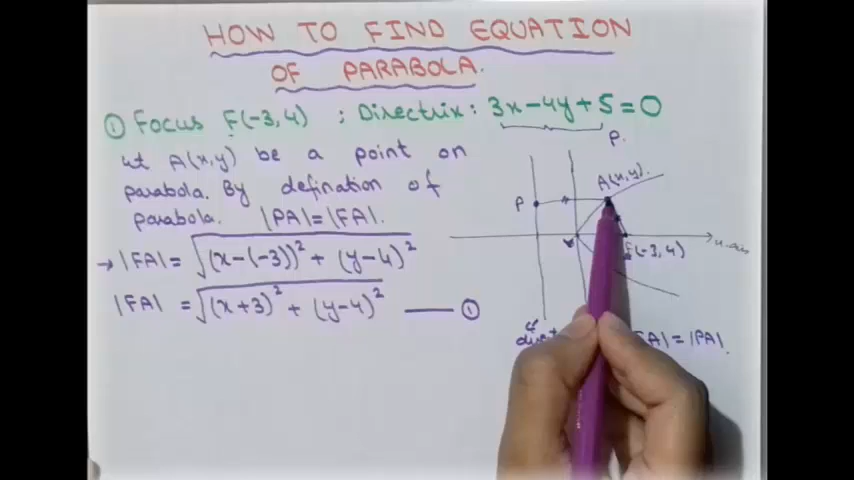 HOW TO FIND EQUATION
OF PARABOLA.
① Focus F(-3,4) ; Directrix: 3x-4y+5=0
P.
let A(x,y) be a point on
parabola. By defination of
parabola. |PA|=|FA|.
A(x,y).
P
x-axis
F(-3,4)
→ |FA| = √(x-(-3))² + (y-4)²
|FA| = √(x+3)² + (y-4)² —— ①
FA| = |PA|.